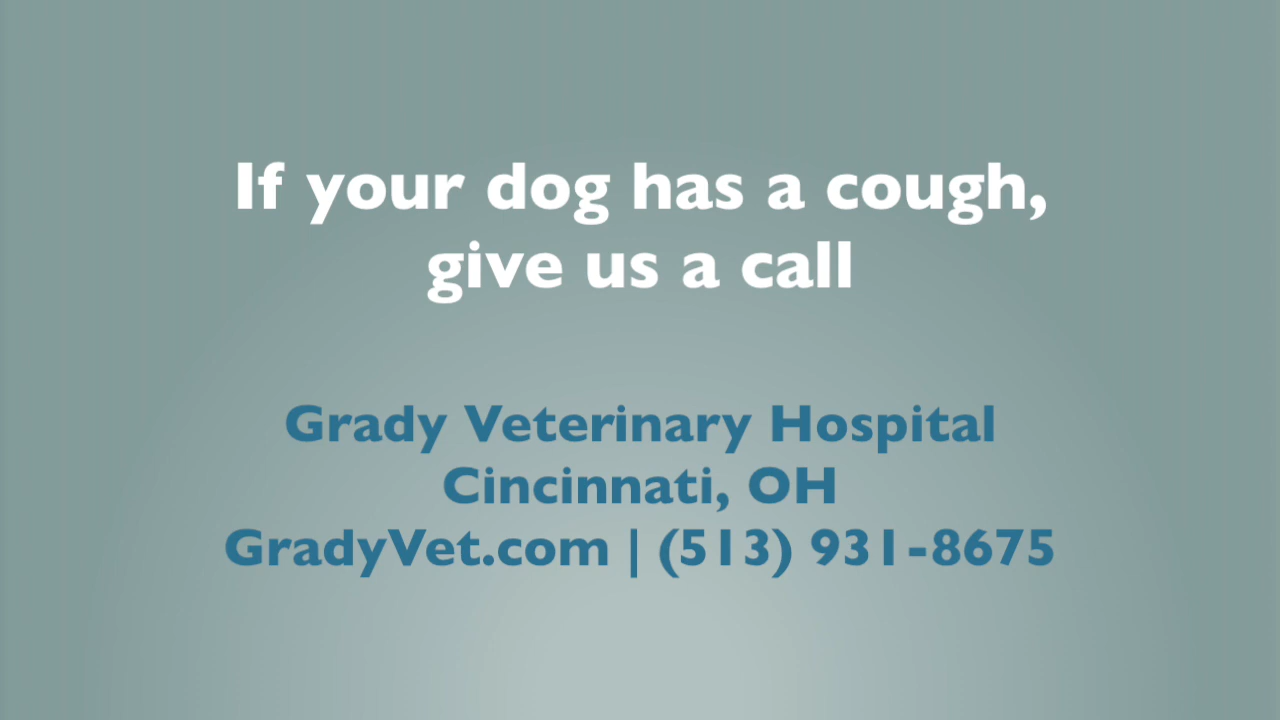 If your dog has a cough,
give us a call
Grady Veterinary Hospital
Cincinnati, OH
GradyVet.com | (513) 931-8675